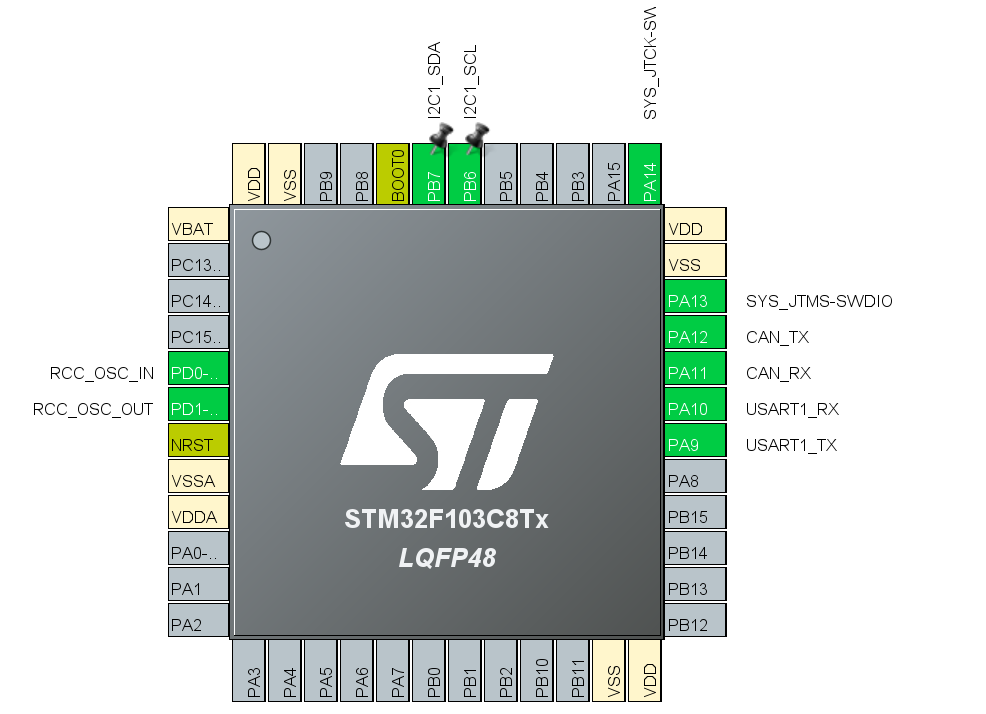 I2C1_SDA
I2C1_SCL
SYS_JTCK-SW
VDD
VSS
PB9
PB8
BOOT0
PB7
PB6
PB5
PB4
PB3
PA15
PA14
VBAT
PC13..
PC14..
PC15..
RCC_OSC_IN PD0-..
RCC_OSC_OUT PD1-..
NRST
VSSA
VDDA
PA0-..
PA1
PA2
ST
STM32F103C8Tx
LQFP48
VDD
VSS
PA13 SYS_JTMS-SWDIO
PA12 CAN_TX
PA11 CAN_RX
PA10 USART1_RX
PA9 USART1_TX
PA8
PB15
PB14
PB13
PB12
PA3
PA4
PA5
PA6
PA7
PB0
PB1
PB2
PB10
PB11
VSS
VDD